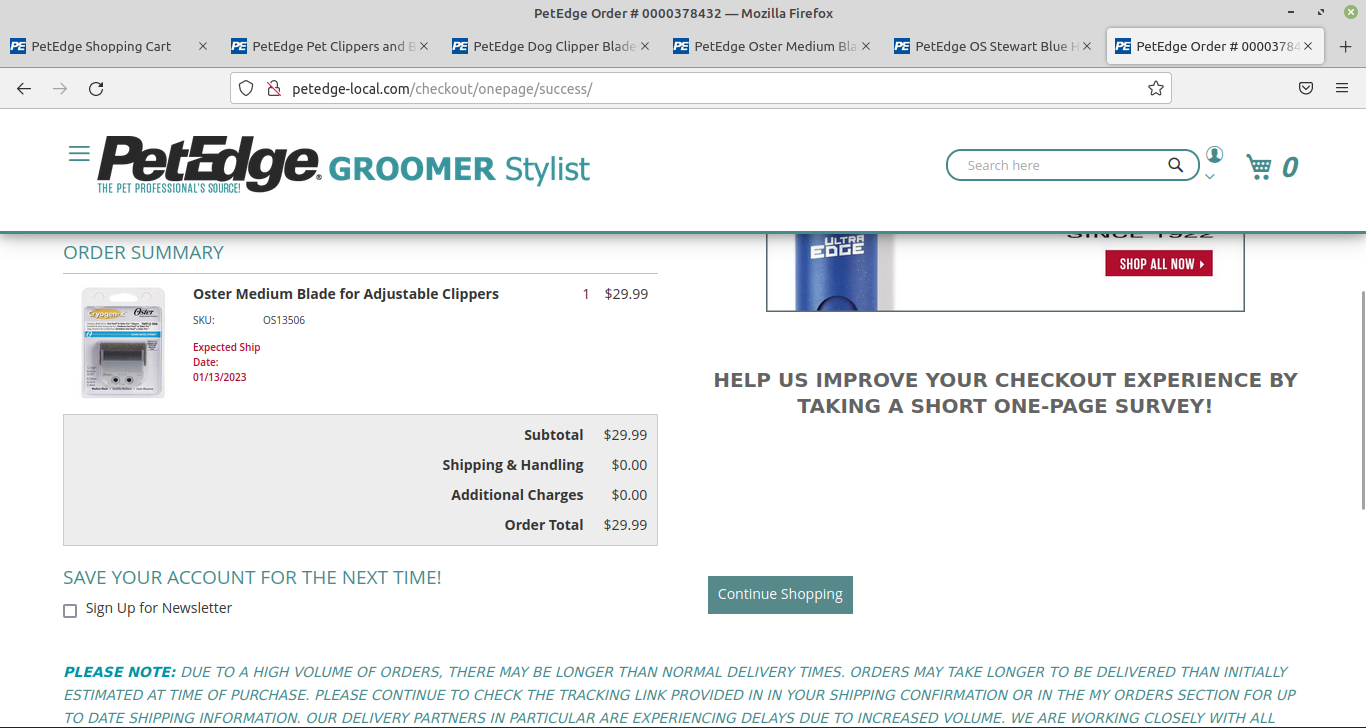 PetEdge Order # 0000378432 — Mozilla Firefox
PetEdge Shopping Cart
PetEdge Pet Clippers and B
PetEdge Dog Clipper Blade
PetEdge Oster Medium Bla
PetEdge OS Stewart Blue H
PetEdge Order # 00003784
petedge-local.com/checkout/onepage/success/
PetEdge®
THE PET PROFESSIONAL'S SOURCE!
GROOMER Stylist
Search here
0
ORDER SUMMARY
Oster Medium Blade for Adjustable Clippers 1 $29.99
SKU: OS13506
Expected Ship
Date:
01/13/2023
Cryogen-X Oster
Subtotal $29.99
Shipping & Handling $0.00
Additional Charges $0.00
Order Total $29.99
SAVE YOUR ACCOUNT FOR THE NEXT TIME!
Sign Up for Newsletter
SINCE 1922
ULTRA
EDGE
SHOP ALL NOW
HELP US IMPROVE YOUR CHECKOUT EXPERIENCE BY
TAKING A SHORT ONE-PAGE SURVEY!
Continue Shopping
PLEASE NOTE: DUE TO A HIGH VOLUME OF ORDERS, THERE MAY BE LONGER THAN NORMAL DELIVERY TIMES. ORDERS MAY TAKE LONGER TO BE DELIVERED THAN INITIALLY
ESTIMATED AT TIME OF PURCHASE. PLEASE CONTINUE TO CHECK THE TRACKING LINK PROVIDED IN IN YOUR SHIPPING CONFIRMATION OR IN THE MY ORDERS SECTION FOR UP
TO DATE SHIPPING INFORMATION. OUR DELIVERY PARTNERS IN PARTICULAR ARE EXPERIENCING DELAYS DUE TO INCREASED VOLUME. WE ARE WORKING CLOSELY WITH ALL